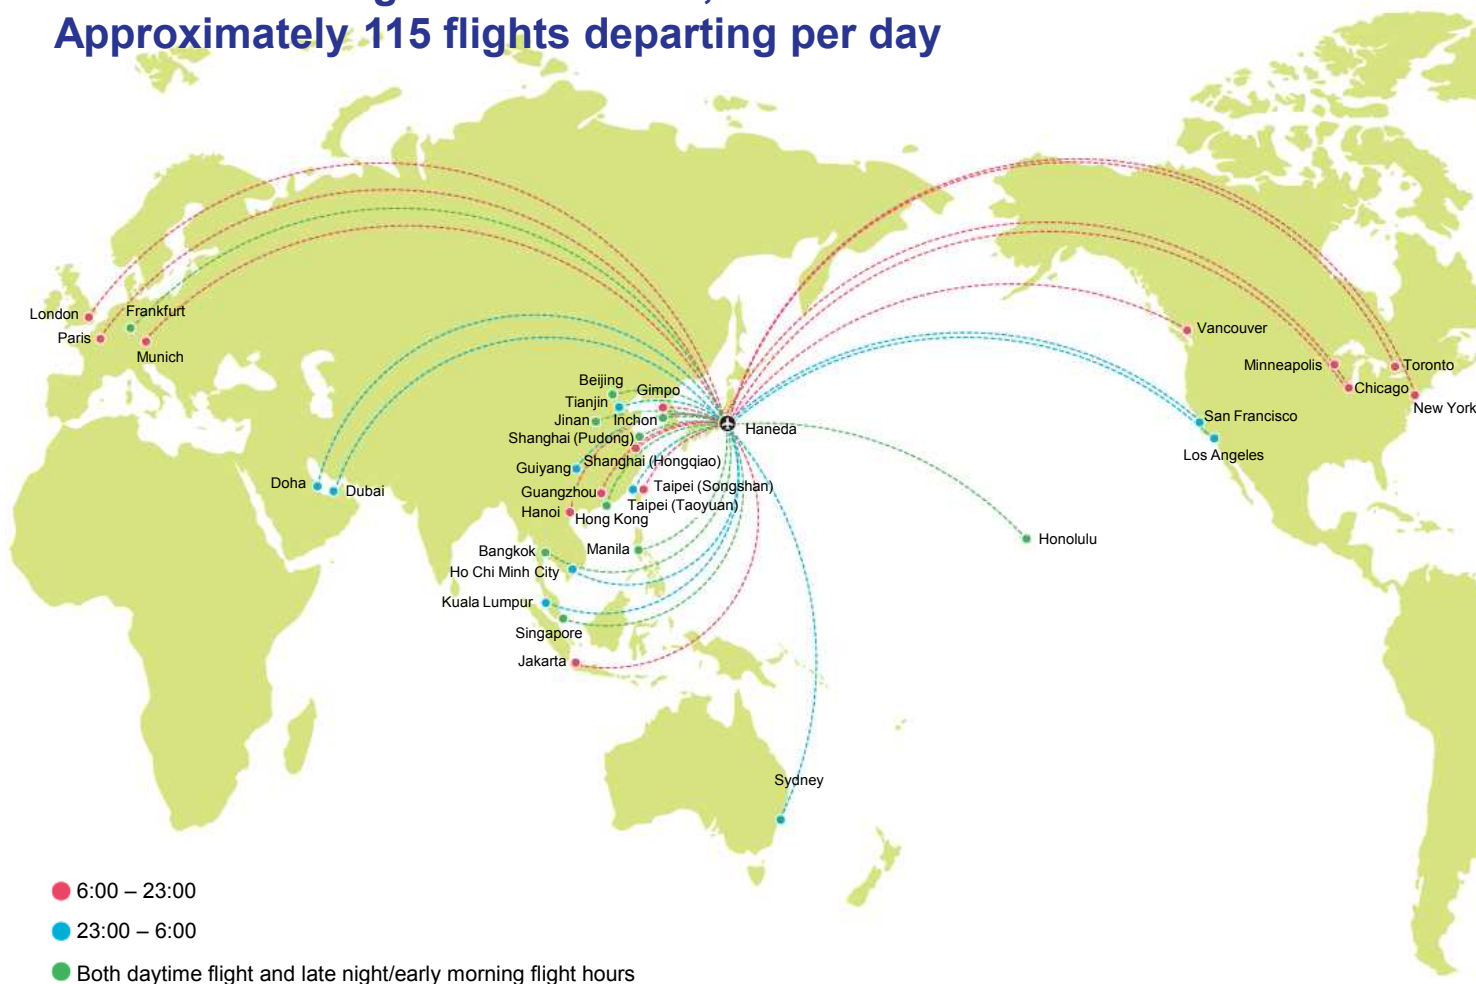 Approximately 115 flights departing per day
London
Paris
Frankfurt
Munich
Doha
Dubai
Beijing
Tianjin
Gimpo
Jinan
Inchon
Shanghai (Pudong)
Shanghai (Hongqiao)
Guiyang
Guangzhou
Taipei (Songshan)
Taipei (Taoyuan)
Hanoi
Hong Kong
Bangkok
Manila
Ho Chi Minh City
Kuala Lumpur
Singapore
Jakarta
Haneda
Sydney
Honolulu
Vancouver
Minneapolis
Toronto
Chicago
New York
San Francisco
Los Angeles
6:00 – 23:00
23:00 – 6:00
Both daytime flight and late night/early morning flight hours